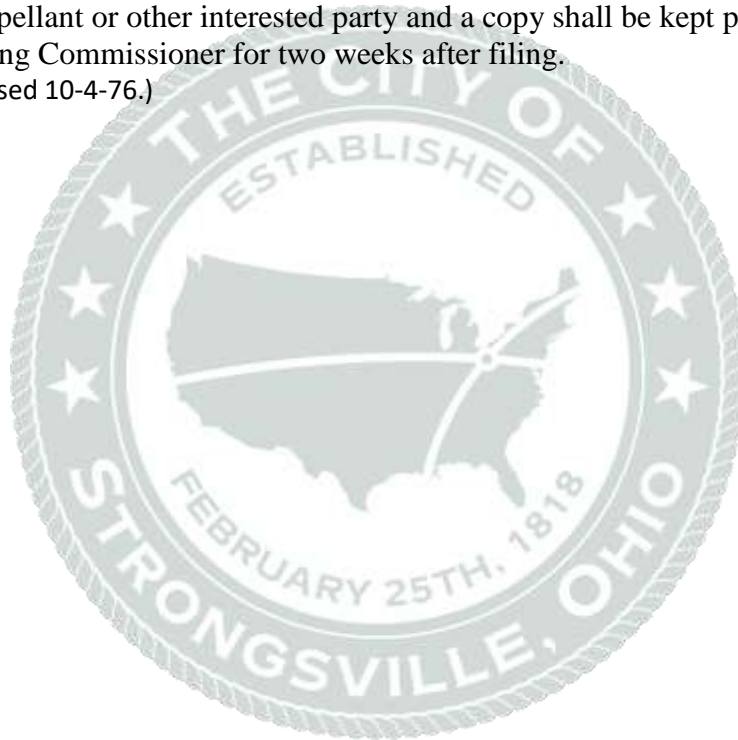 pellant or other interested party and a copy shall be kept p
ng Commissioner for two weeks after filing.
sed 10-4-76.)
THE CITY OF
ESTABLISHED
FEBRUARY 25TH, 1818
STRONGSVILLE, OHIO